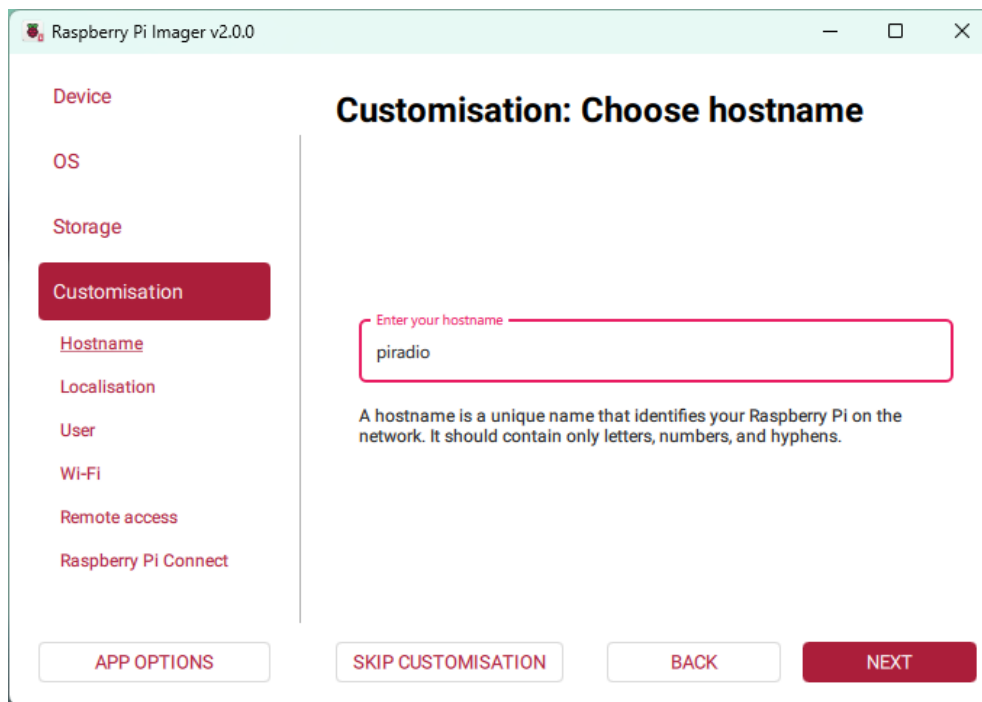 Raspberry Pi Imager v2.0.0
Device
OS
Storage
Customisation
Hostname
Localisation
User
Wi-Fi
Remote access
Raspberry Pi Connect
APP OPTIONS
Customisation: Choose hostname
Enter your hostname
piradio
A hostname is a unique name that identifies your Raspberry Pi on the
network. It should contain only letters, numbers, and hyphens.
SKIP CUSTOMISATION
BACK
NEXT